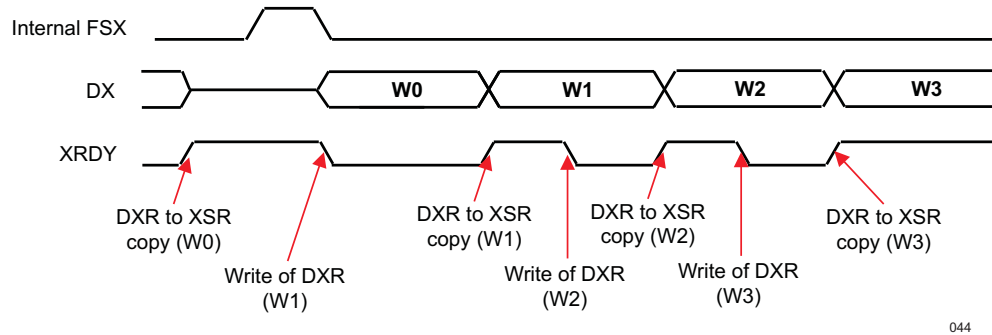 Internal FSX
DX
W0
W1
W2
W3
XRDY
DXR to XSR
copy (W0)
Write of DXR
(W1)
DXR to XSR
copy (W1)
Write of DXR
(W2)
DXR to XSR
copy (W2)
Write of DXR
(W3)
DXR to XSR
copy (W3)
044